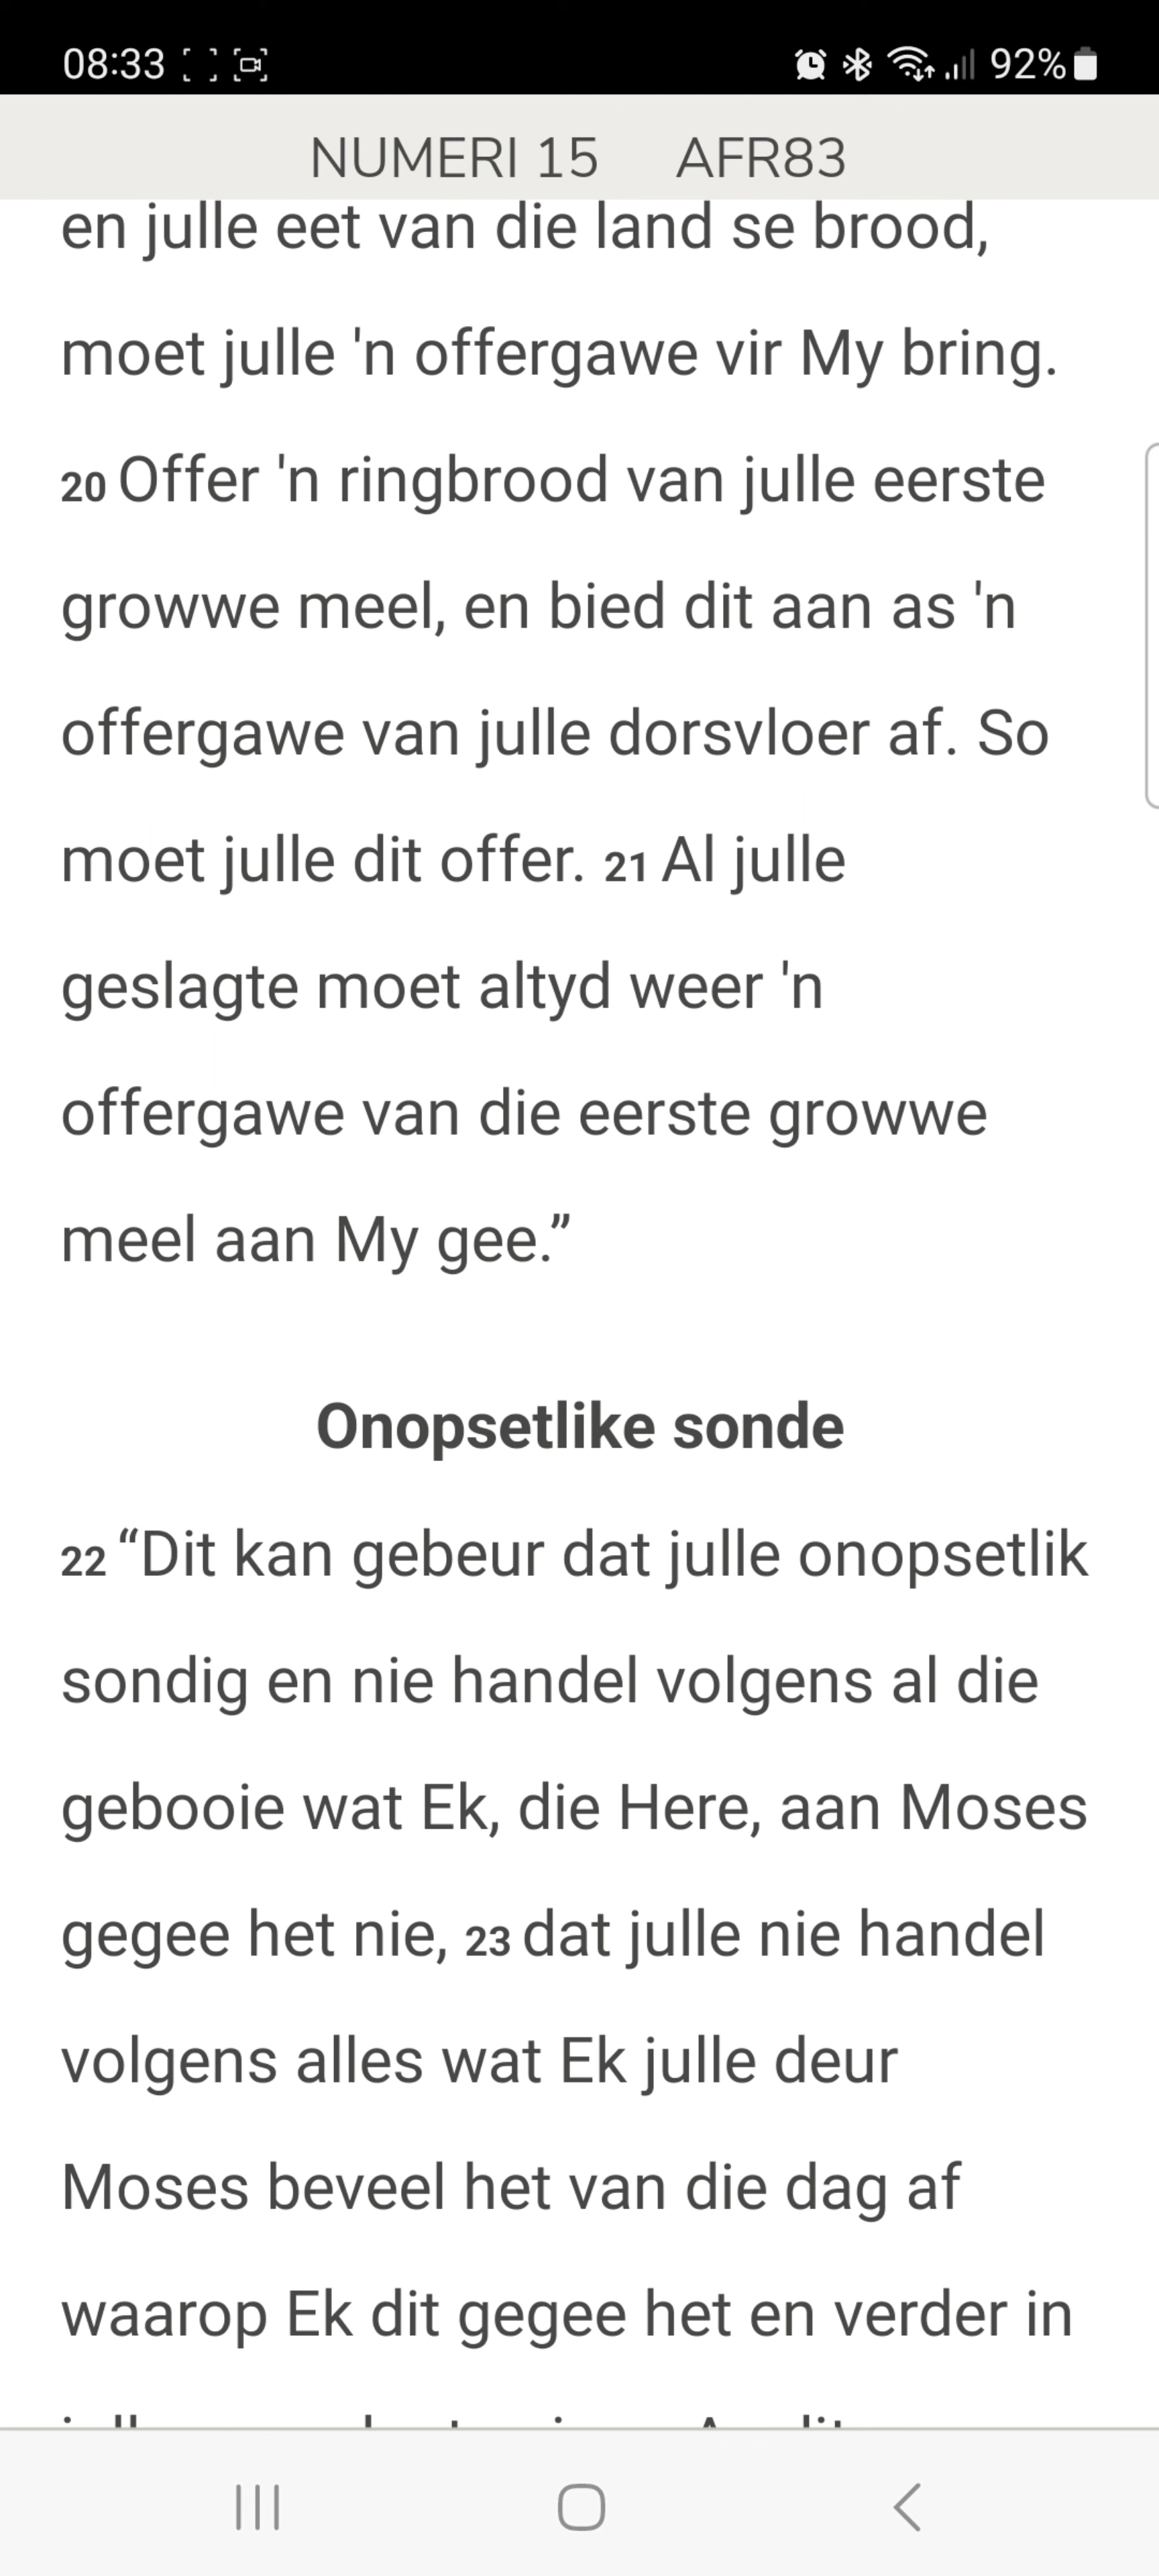 08:33 92%
NUMERI 15 AFR83
en julle eet van die land se brood,
moet julle 'n offergawe vir My bring.
20 Offer 'n ringbrood van julle eerste
growwe meel, en bied dit aan as 'n
offergawe van julle dorsvloer af. So
moet julle dit offer. 21 Al julle
geslagte moet altyd weer 'n
offergawe van die eerste growwe
meel aan My gee.”
Onopsetlike sonde
22 “Dit kan gebeur dat julle onopsetlik
sondig en nie handel volgens al die
gebooie wat Ek, die Here, aan Moses
gegee het nie, 23 dat julle nie handel
volgens alles wat Ek julle deur
Moses beveel het van die dag af
waarop Ek dit gegee het en verder in